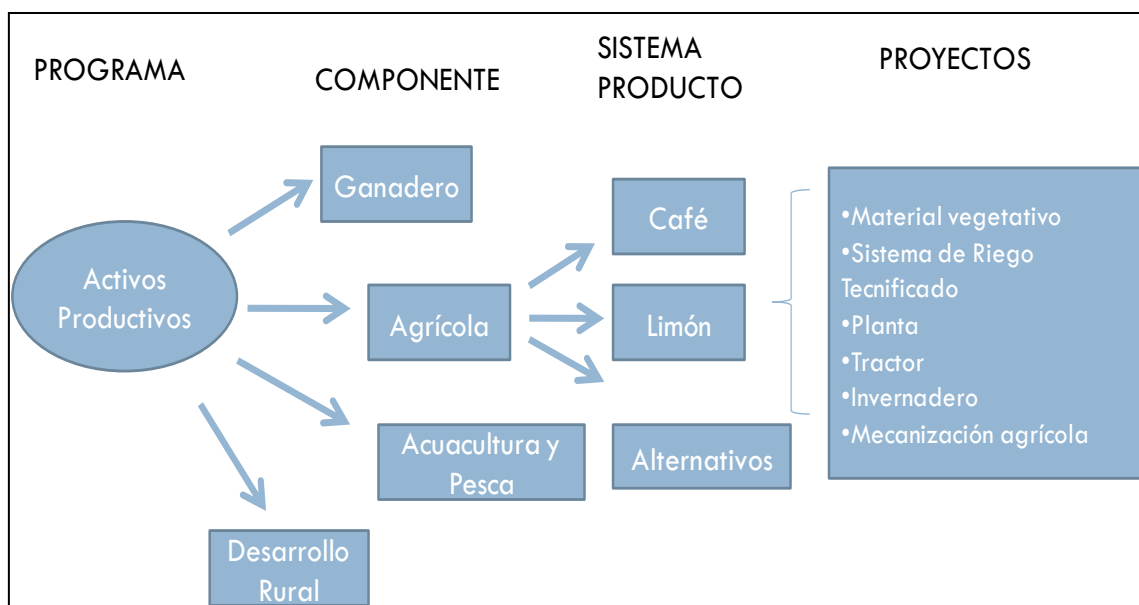 PROGRAMA
COMPONENTE
SISTEMA
PRODUCTO
PROYECTOS
Ganadero
Activos
Productivos
Agrícola
Acuacultura y
Pesca
Desarrollo
Rural
Café
Limón
Alternativos
•Material vegetativo
•Sistema de Riego
Tecnificado
•Planta
•Tractor
•Invernadero
•Mecanización agrícola